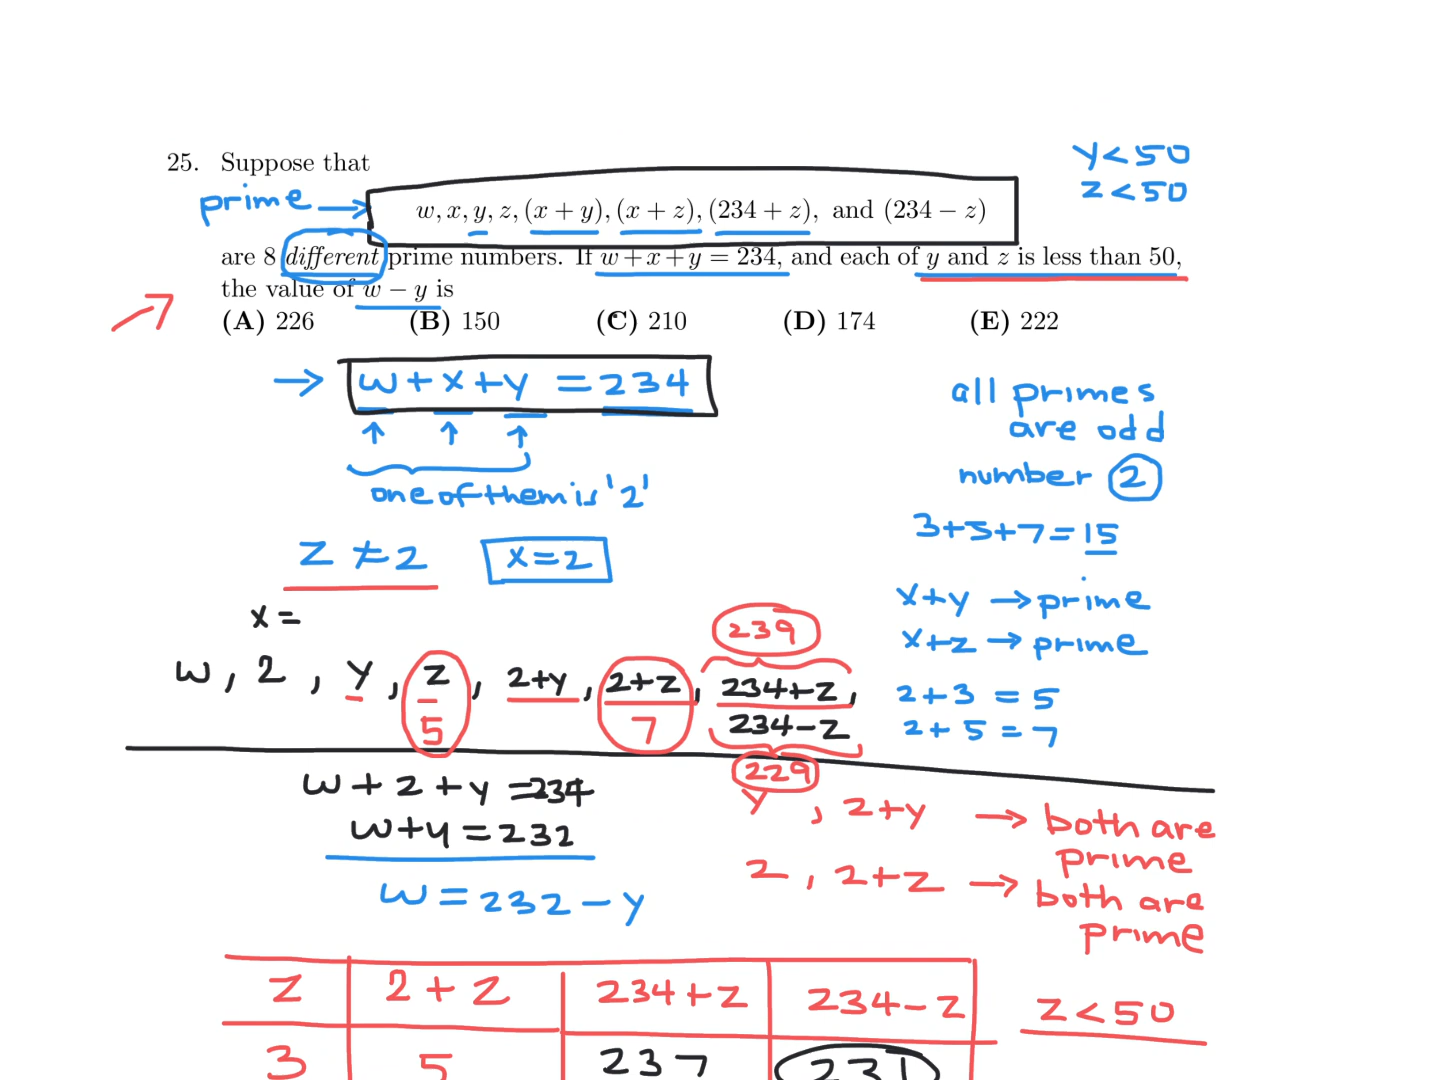 25. Suppose that
y<50
z<50
prime →
w, x, y, z, (x + y), (x + z), (234 + z), and (234 − z)
are 8 different prime numbers. If w + x + y = 234, and each of y and z is less than 50,
the value of w − y is
(A) 226 (B) 150 (C) 210 (D) 174 (E) 222
→ w+x+y = 234
all primes
are odd
number 2
one of them is '2'
3+5+7=15
z ≠ 2 x=2
x+y → prime
x+z → prime
x =
239
w, 2, y, z, 2+y, 2+z, 234+z,
5 7 234-z
2+3 = 5
2+5 = 7
229
w+2+y=234
w+y=232
w=232-y
y, 2+y → both are
prime
z, 2+z → both are
prime
z 2+z 234+z 234-z
z<50
3 5 237 231